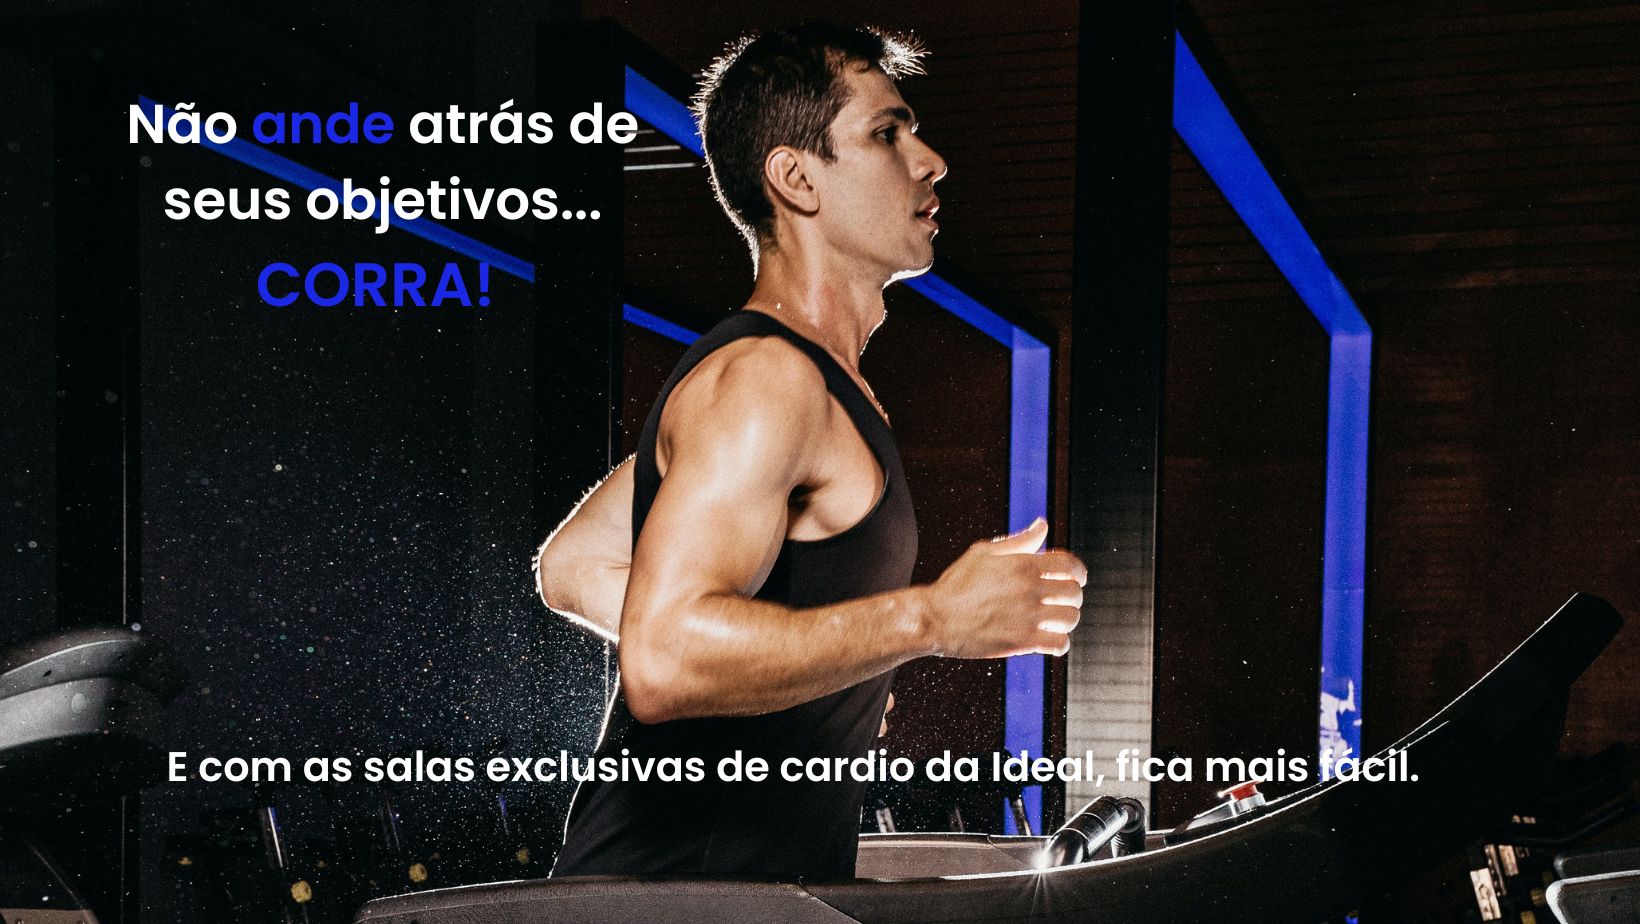 Não ande atrás de
seus objetivos...
CORRA!
E com as salas exclusivas de cardio da Ideal, fica mais fácil.